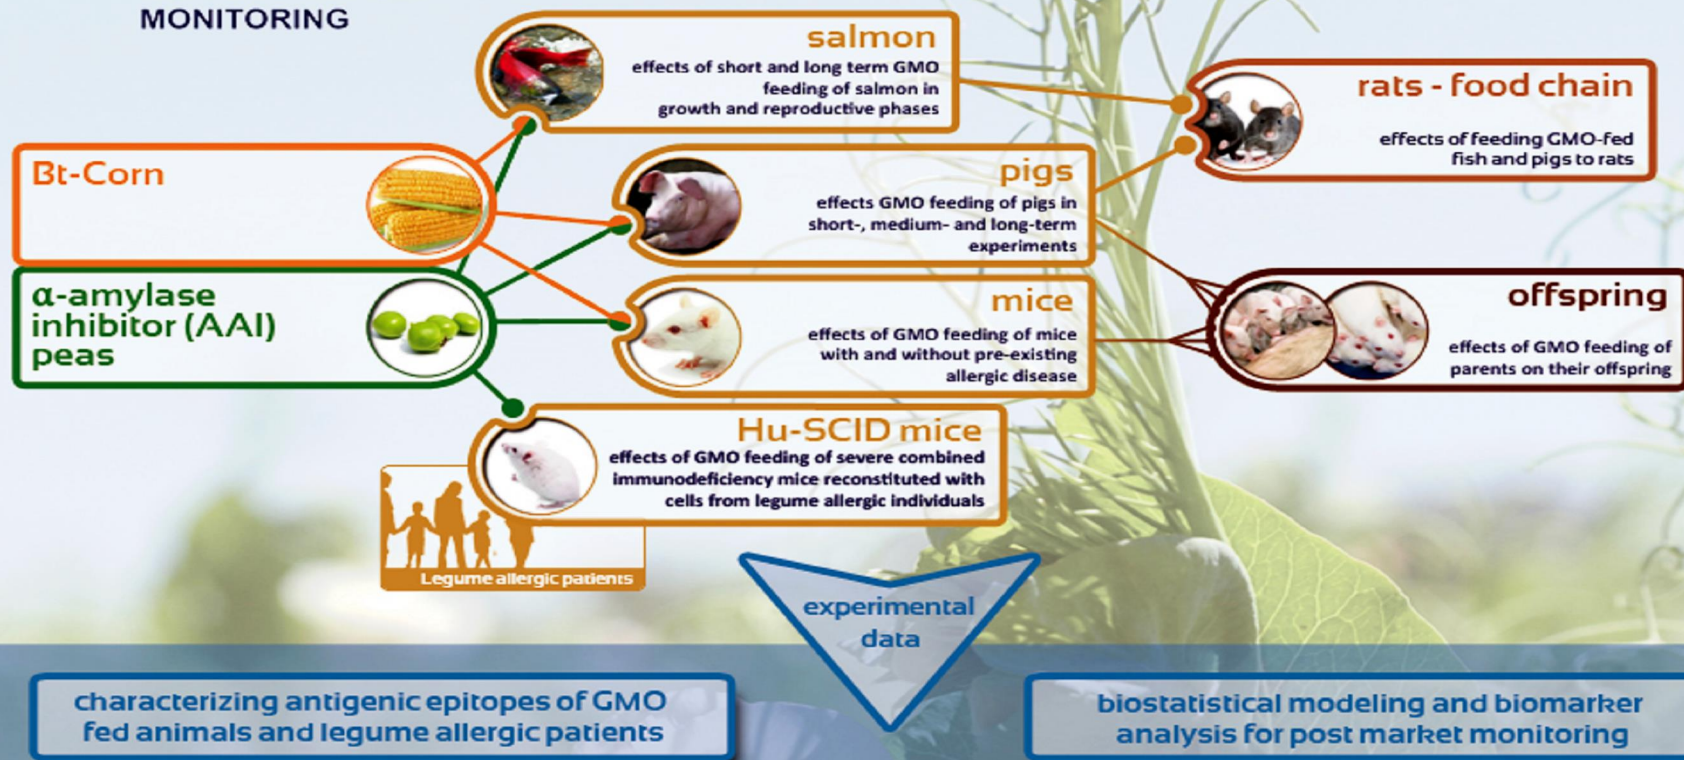 MONITORING
salmon
effects of short and long term GMO
feeding of salmon in
growth and reproductive phases
rats - food chain
effects of feeding GMO-fed
fish and pigs to rats
Bt-Corn
pigs
effects GMO feeding of pigs in
short-, medium- and long-term
experiments
α-amylase
inhibitor (AAI)
peas
mice
effects of GMO feeding of mice
with and without pre-existing
allergic disease
offspring
effects of GMO feeding of
parents on their offspring
Hu-SCID mice
effects of GMO feeding of severe combined
immunodeficiency mice reconstituted with
cells from legume allergic individuals
Legume allergic patients
experimental
data
characterizing antigenic epitopes of GMO
fed animals and legume allergic patients
biostatistical modeling and biomarker
analysis for post market monitoring